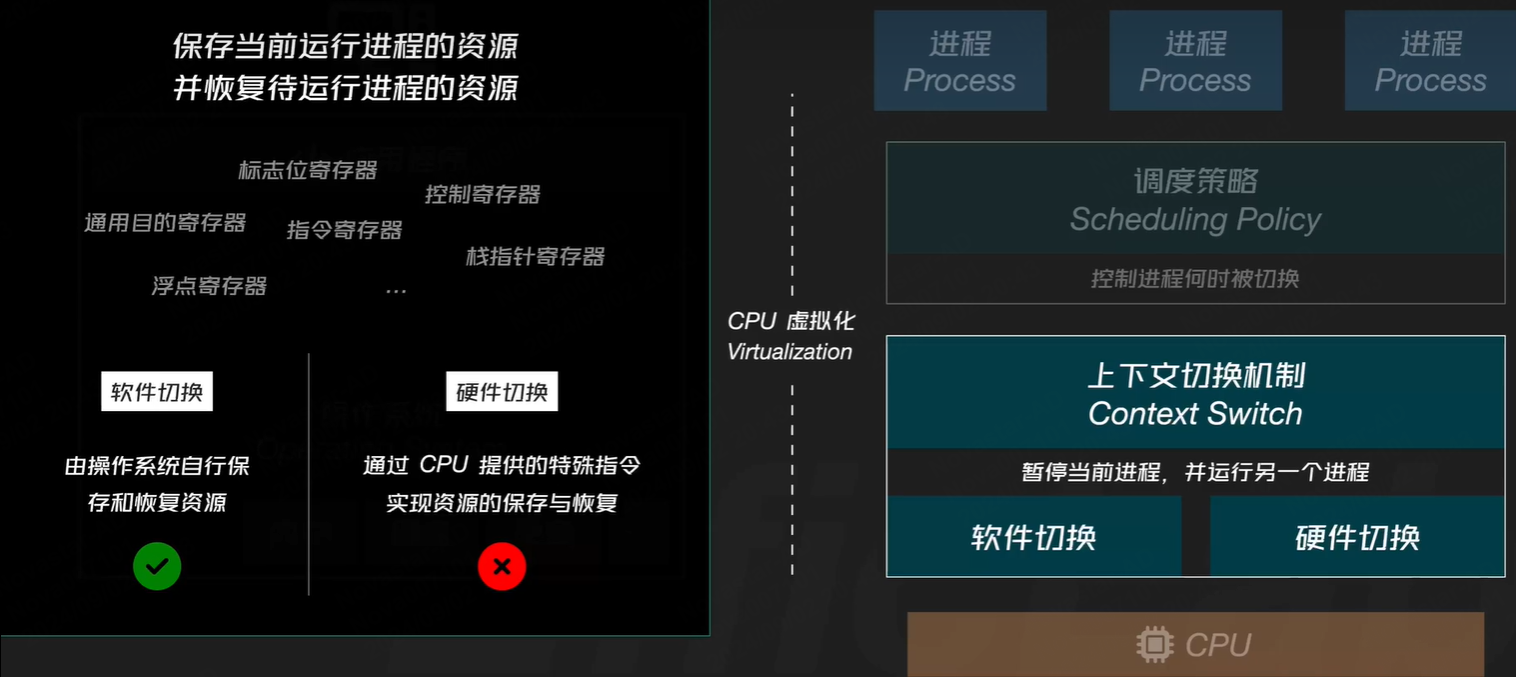 保存当前运行进程的资源
并恢复待运行进程的资源
标志位寄存器
控制寄存器
通用目的寄存器
指令寄存器
栈指针寄存器
浮点寄存器
...
软件切换
硬件切换
由操作系统自行保
存和恢复资源
通过 CPU 提供的特殊指令
实现资源的保存与恢复
CPU 虚拟化
Virtualization
进程
Process
进程
Process
进程
Process
调度策略
Scheduling Policy
控制进程何时被切换
上下文切换机制
Context Switch
暂停当前进程，并运行另一个进程
软件切换
硬件切换
CPU